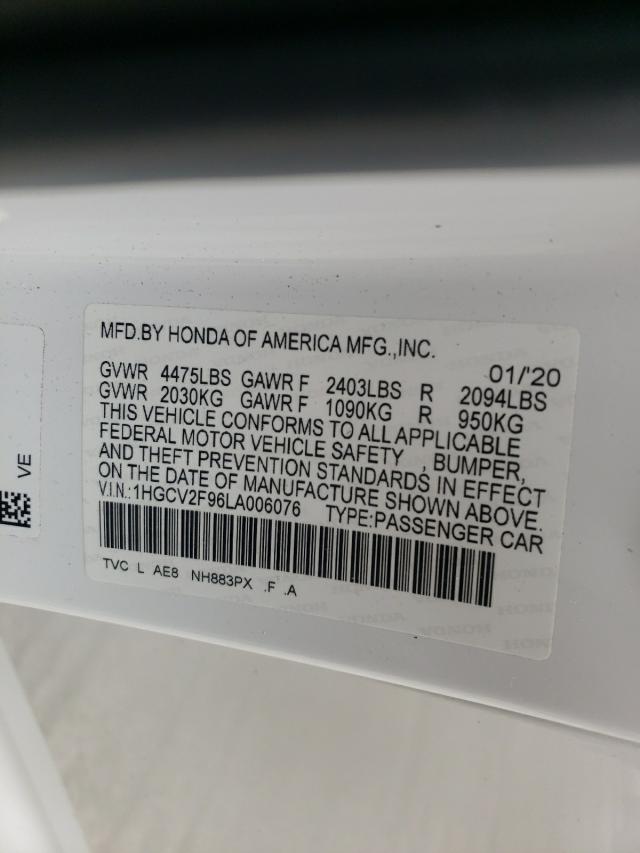 MFD.BY HONDA OF AMERICA MFG.,INC.
01/'20
GVWR 4475LBS GAWR F 2403LBS R 2094LBS
GVWR 2030KG GAWR F 1090KG R 950KG
THIS VEHICLE CONFORMS TO ALL APPLICABLE
FEDERAL MOTOR VEHICLE SAFETY , BUMPER,
AND THEFT PREVENTION STANDARDS IN EFFECT
ON THE DATE OF MANUFACTURE SHOWN ABOVE.
V.I.N.:1HGCV2F96LA006076 TYPE:PASSENGER CAR
TVC L AE8 NH883PX .F .A
VE
HONDA